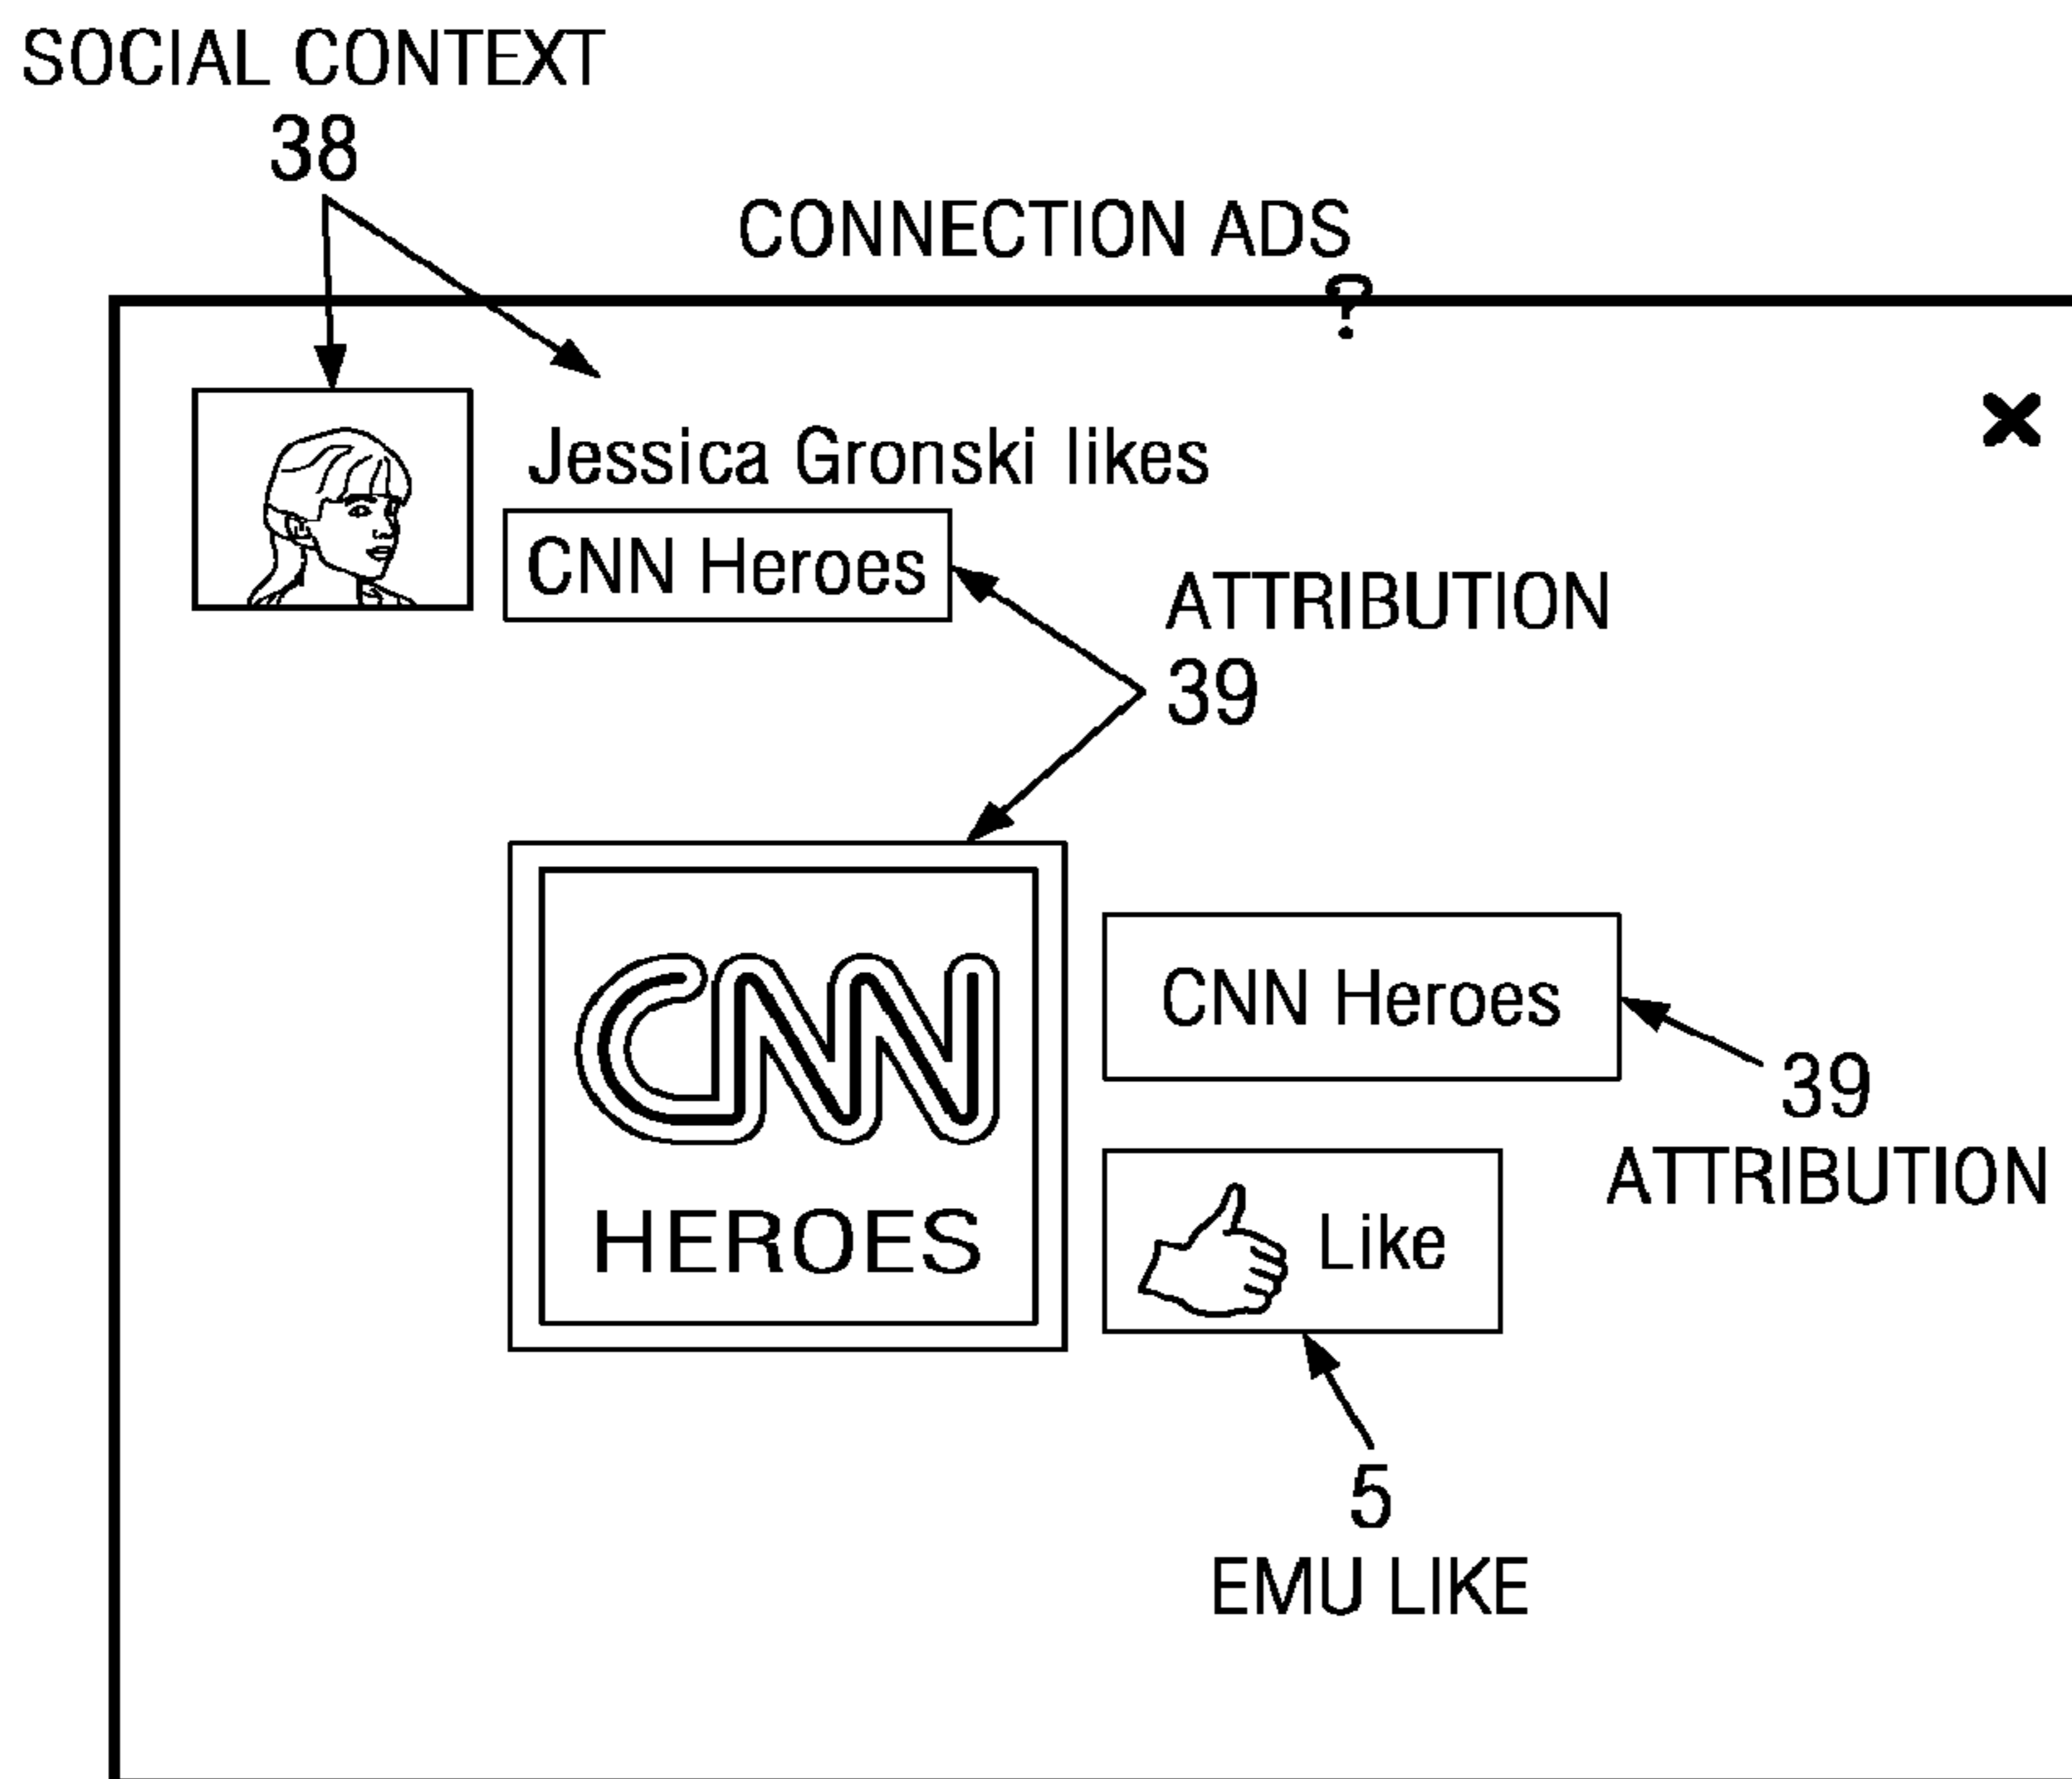 SOCIAL CONTEXT
38
CONNECTION ADS
?
Jessica Gronski likes
CNN Heroes
ATTRIBUTION
39
CNN
HEROES
CNN Heroes
39
ATTRIBUTION
Like
5
EMU LIKE